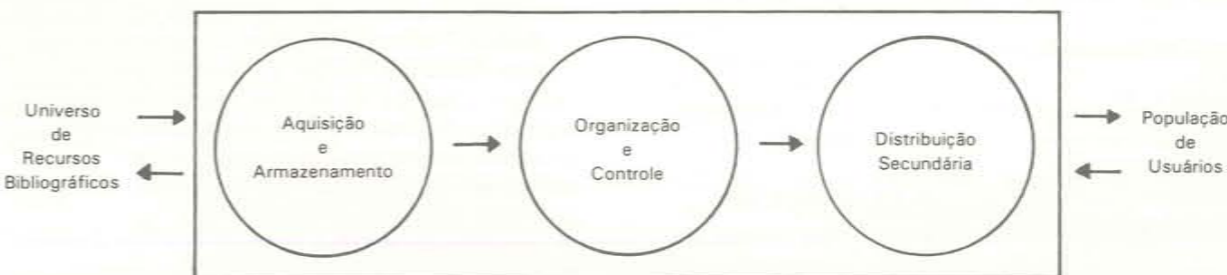 Universo
de
Recursos
Bibliográficos
Aquisição
e
Armazenamento
Organização
e
Controle
Distribuição
Secundária
População
de
Usuários